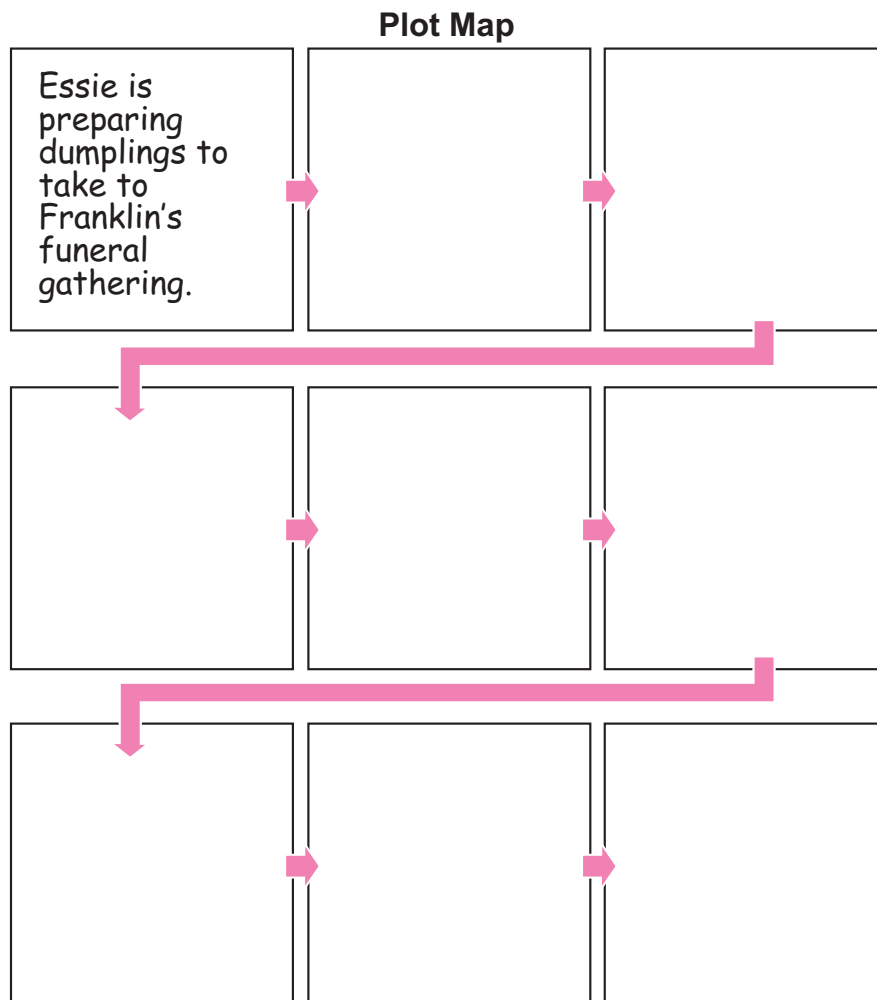 Plot Map
Essie is
preparing
dumplings to
take to
Franklin's
funeral
gathering.